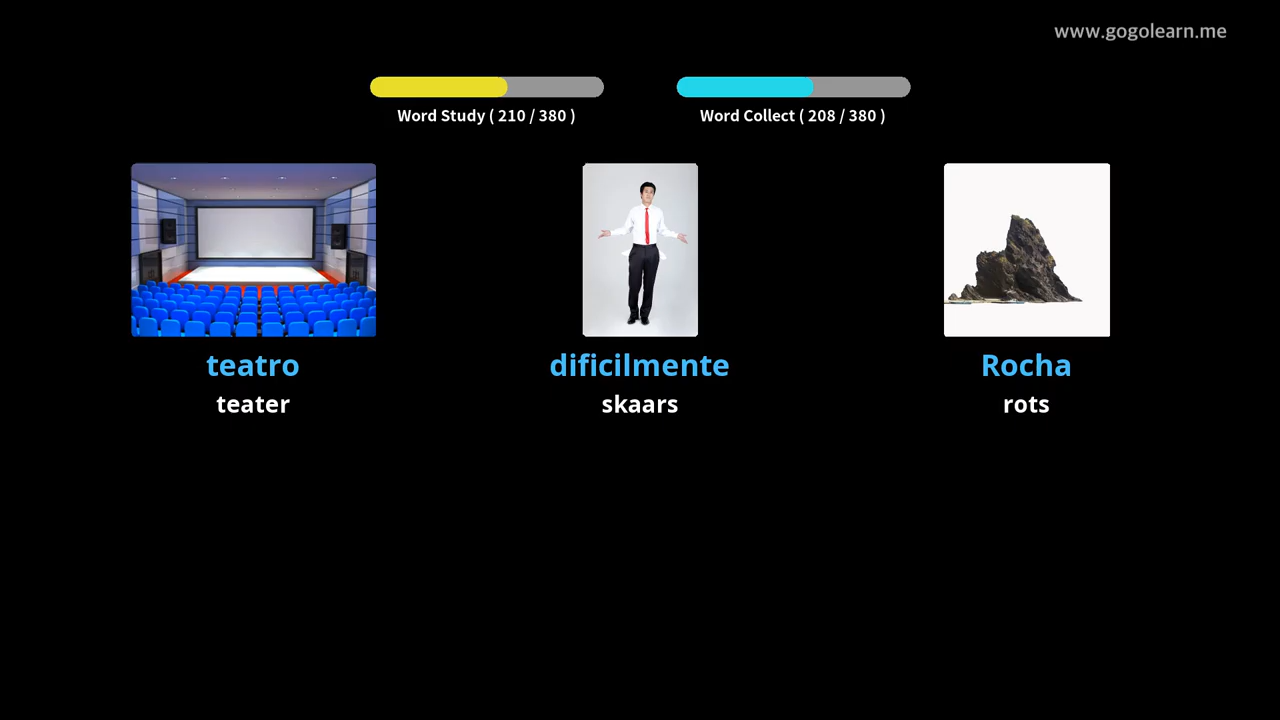 www.gogolearn.me
Word Study ( 210 / 380 )
Word Collect ( 208 / 380 )
teatro
teater
dificilmente
skaars
Rocha
rots